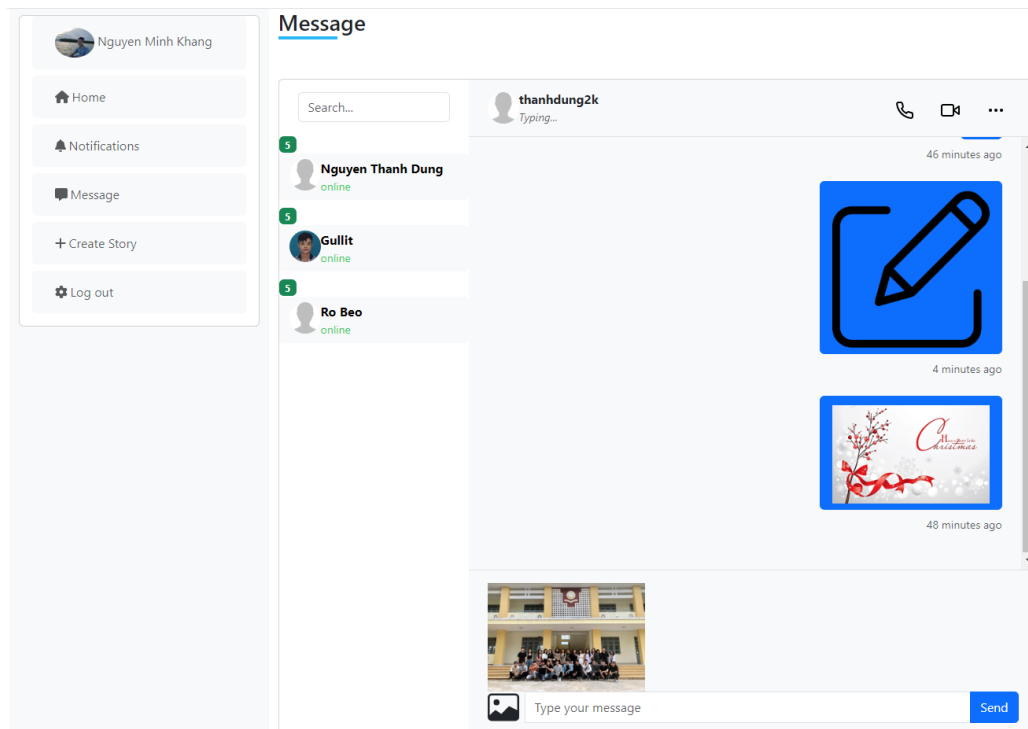 Message
Nguyen Minh Khang
Home
Notifications
Message
Create Story
Log out
Search...
5
Nguyen Thanh Dung
online
5
Gullit
online
5
Ro Beo
online
thanhdung2k
Typing...
46 minutes ago
4 minutes ago
Christmas
48 minutes ago
Type your message
Send